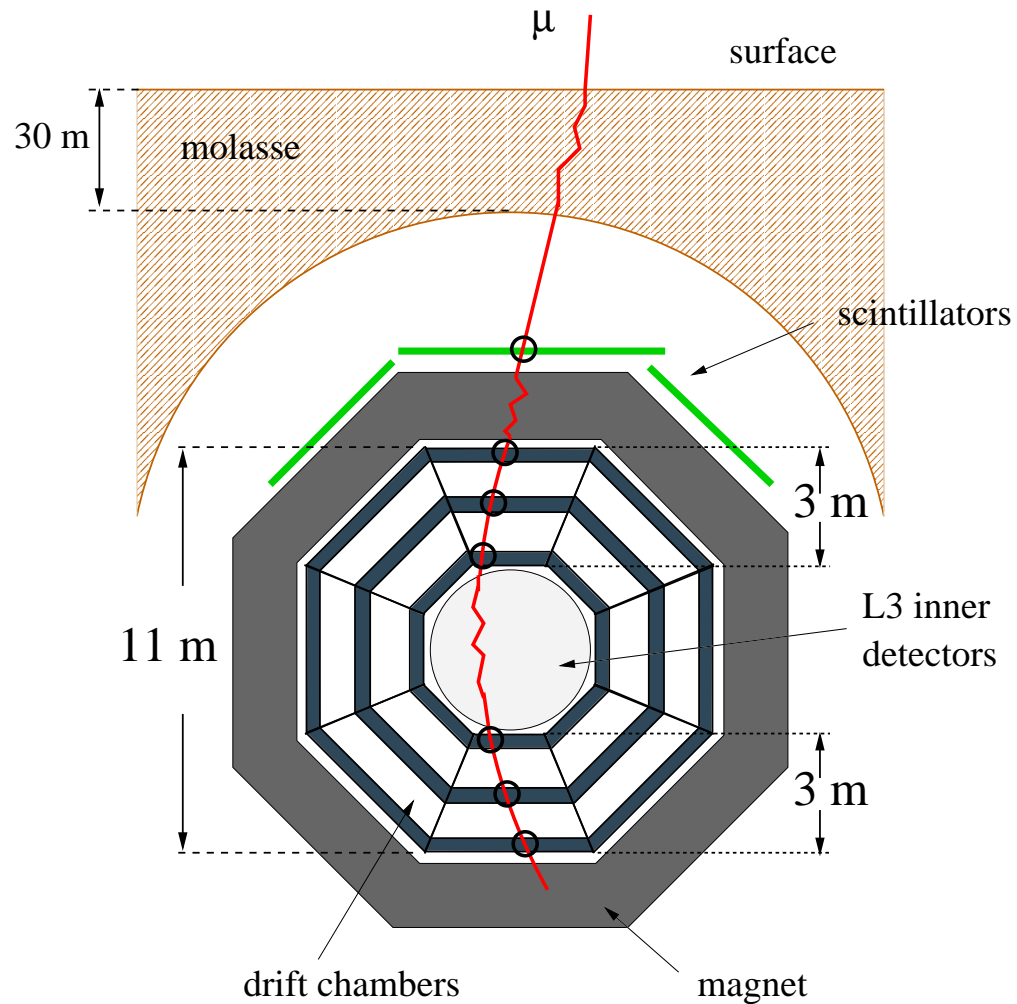 μ
surface
30 m
molasse
scintillators
3 m
11 m
L3 inner
detectors
3 m
drift chambers
magnet